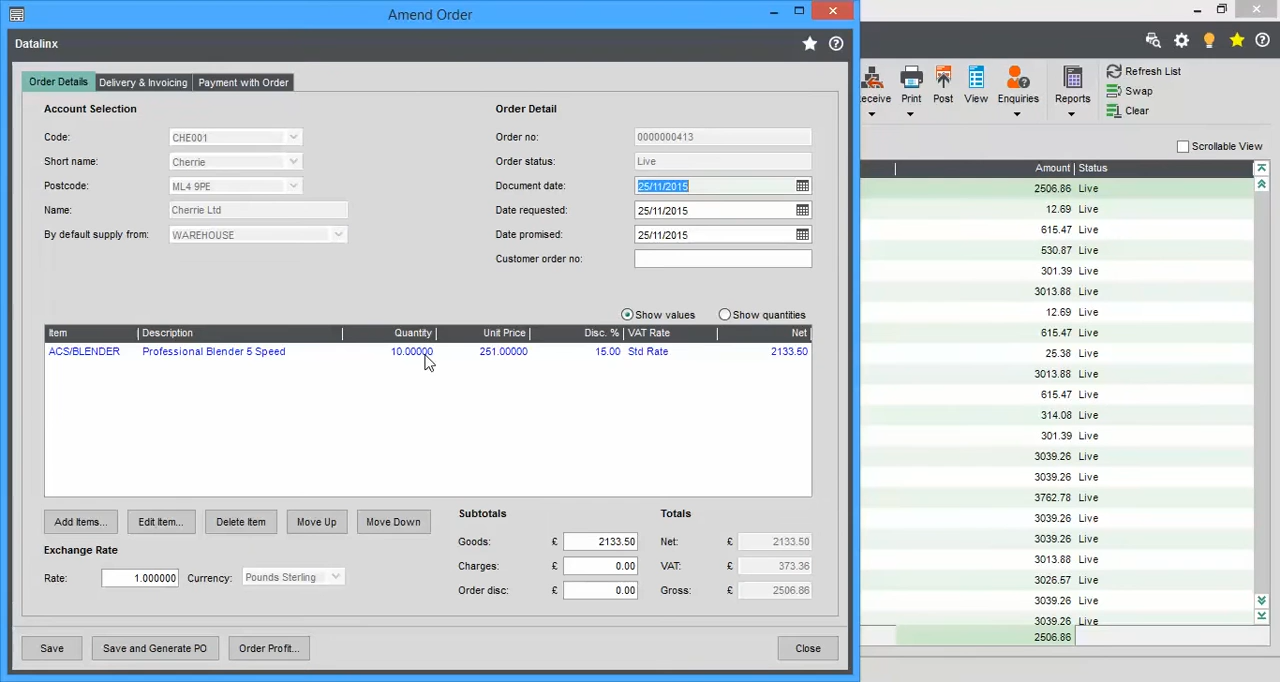 Amend Order
Datalinx
Order Details Delivery & Invoicing Payment with Order
Account Selection
Code: CHE001
Short name: Cherrie
Postcode: ML4 9PE
Name: Cherrie Ltd
By default supply from: WAREHOUSE
Order Detail
Order no: 0000000413
Order status: Live
Document date: 25/11/2015
Date requested: 25/11/2015
Date promised: 25/11/2015
Customer order no:
Show values Show quantities
Item Description Quantity Unit Price Disc. % VAT Rate Net
ACS/BLENDER Professional Blender 5 Speed 10.00000 251.00000 15.00 Std Rate 2133.50
Add Items... Edit Item... Delete Item Move Up Move Down
Exchange Rate
Rate: 1.000000 Currency: Pounds Sterling
Subtotals
Goods: £ 2133.50
Charges: £ 0.00
Order disc: £ 0.00
Totals
Net: £ 2133.50
VAT: £ 373.36
Gross: £ 2506.86
Save Save and Generate PO Order Profit... Close
eceive Print Post View Enquiries Reports
Refresh List
Swap
Clear
Scrollable View
Amount Status
2506.86 Live
12.69 Live
615.47 Live
530.87 Live
301.39 Live
3013.88 Live
12.69 Live
615.47 Live
25.38 Live
3013.88 Live
615.47 Live
314.08 Live
301.39 Live
3039.26 Live
3039.26 Live
3762.78 Live
3039.26 Live
3039.26 Live
3013.88 Live
3026.57 Live
3039.26 Live
3039.26 Live
2506.86